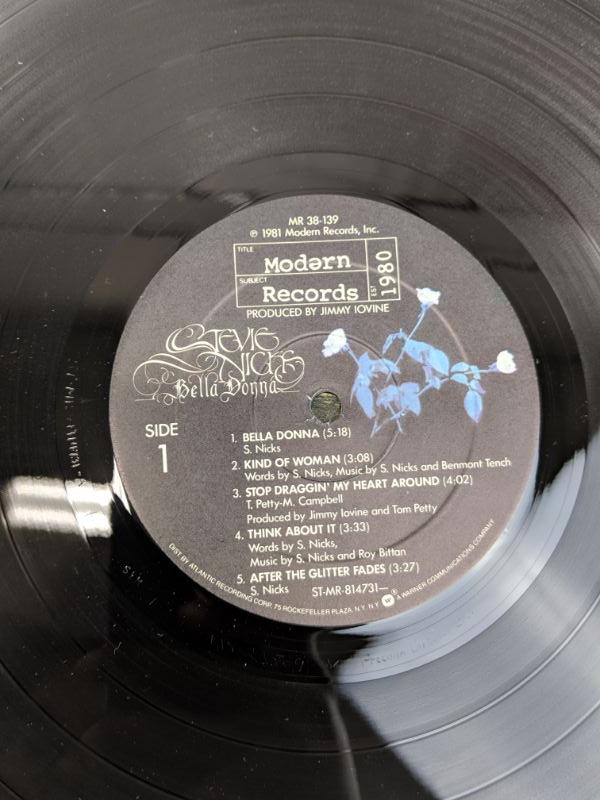 MR 38-139
℗ 1981 Modern Records, Inc.
TITLE
Modern
SUBJECT
Records
EST 1980
PRODUCED BY JIMMY IOVINE
STEVIE
NICKS
Bella Donna
SIDE
1
1. BELLA DONNA (5:18)
S. Nicks
2. KIND OF WOMAN (3:08)
Words by S. Nicks, Music by S. Nicks and Benmont Tench
3. STOP DRAGGIN' MY HEART AROUND (4:02)
T. Petty-M. Campbell
Produced by Jimmy Iovine and Tom Petty
4. THINK ABOUT IT (3:33)
Words by S. Nicks,
Music by S. Nicks and Roy Bittan
5. AFTER THE GLITTER FADES (3:27)
S. Nicks ST-MR-814731—
DIST BY ATLANTIC RECORDING CORP. 75 ROCKEFELLER PLAZA, N.Y. N.Y. W ® A WARNER COMMUNICATIONS COMPANY